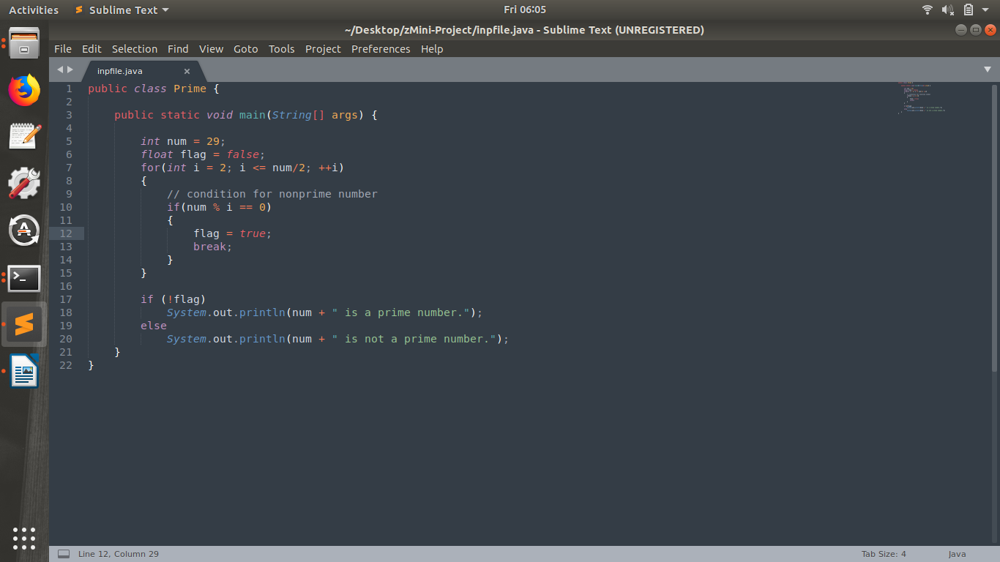 Activities Sublime Text Fri 06:05
~/Desktop/zMini-Project/inpfile.java - Sublime Text (UNREGISTERED)
File Edit Selection Find View Goto Tools Project Preferences Help
inpfile.java
1 public class Prime {
2
3     public static void main(String[] args) {
4
5         int num = 29;
6         float flag = false;
7         for(int i = 2; i <= num/2; ++i)
8         {
9             // condition for nonprime number
10             if(num % i == 0)
11             {
12                 flag = true;
13                 break;
14             }
15         }
16
17         if (!flag)
18             System.out.println(num + " is a prime number.");
19         else
20             System.out.println(num + " is not a prime number.");
21     }
22 }
Line 12, Column 29 Tab Size: 4 Java